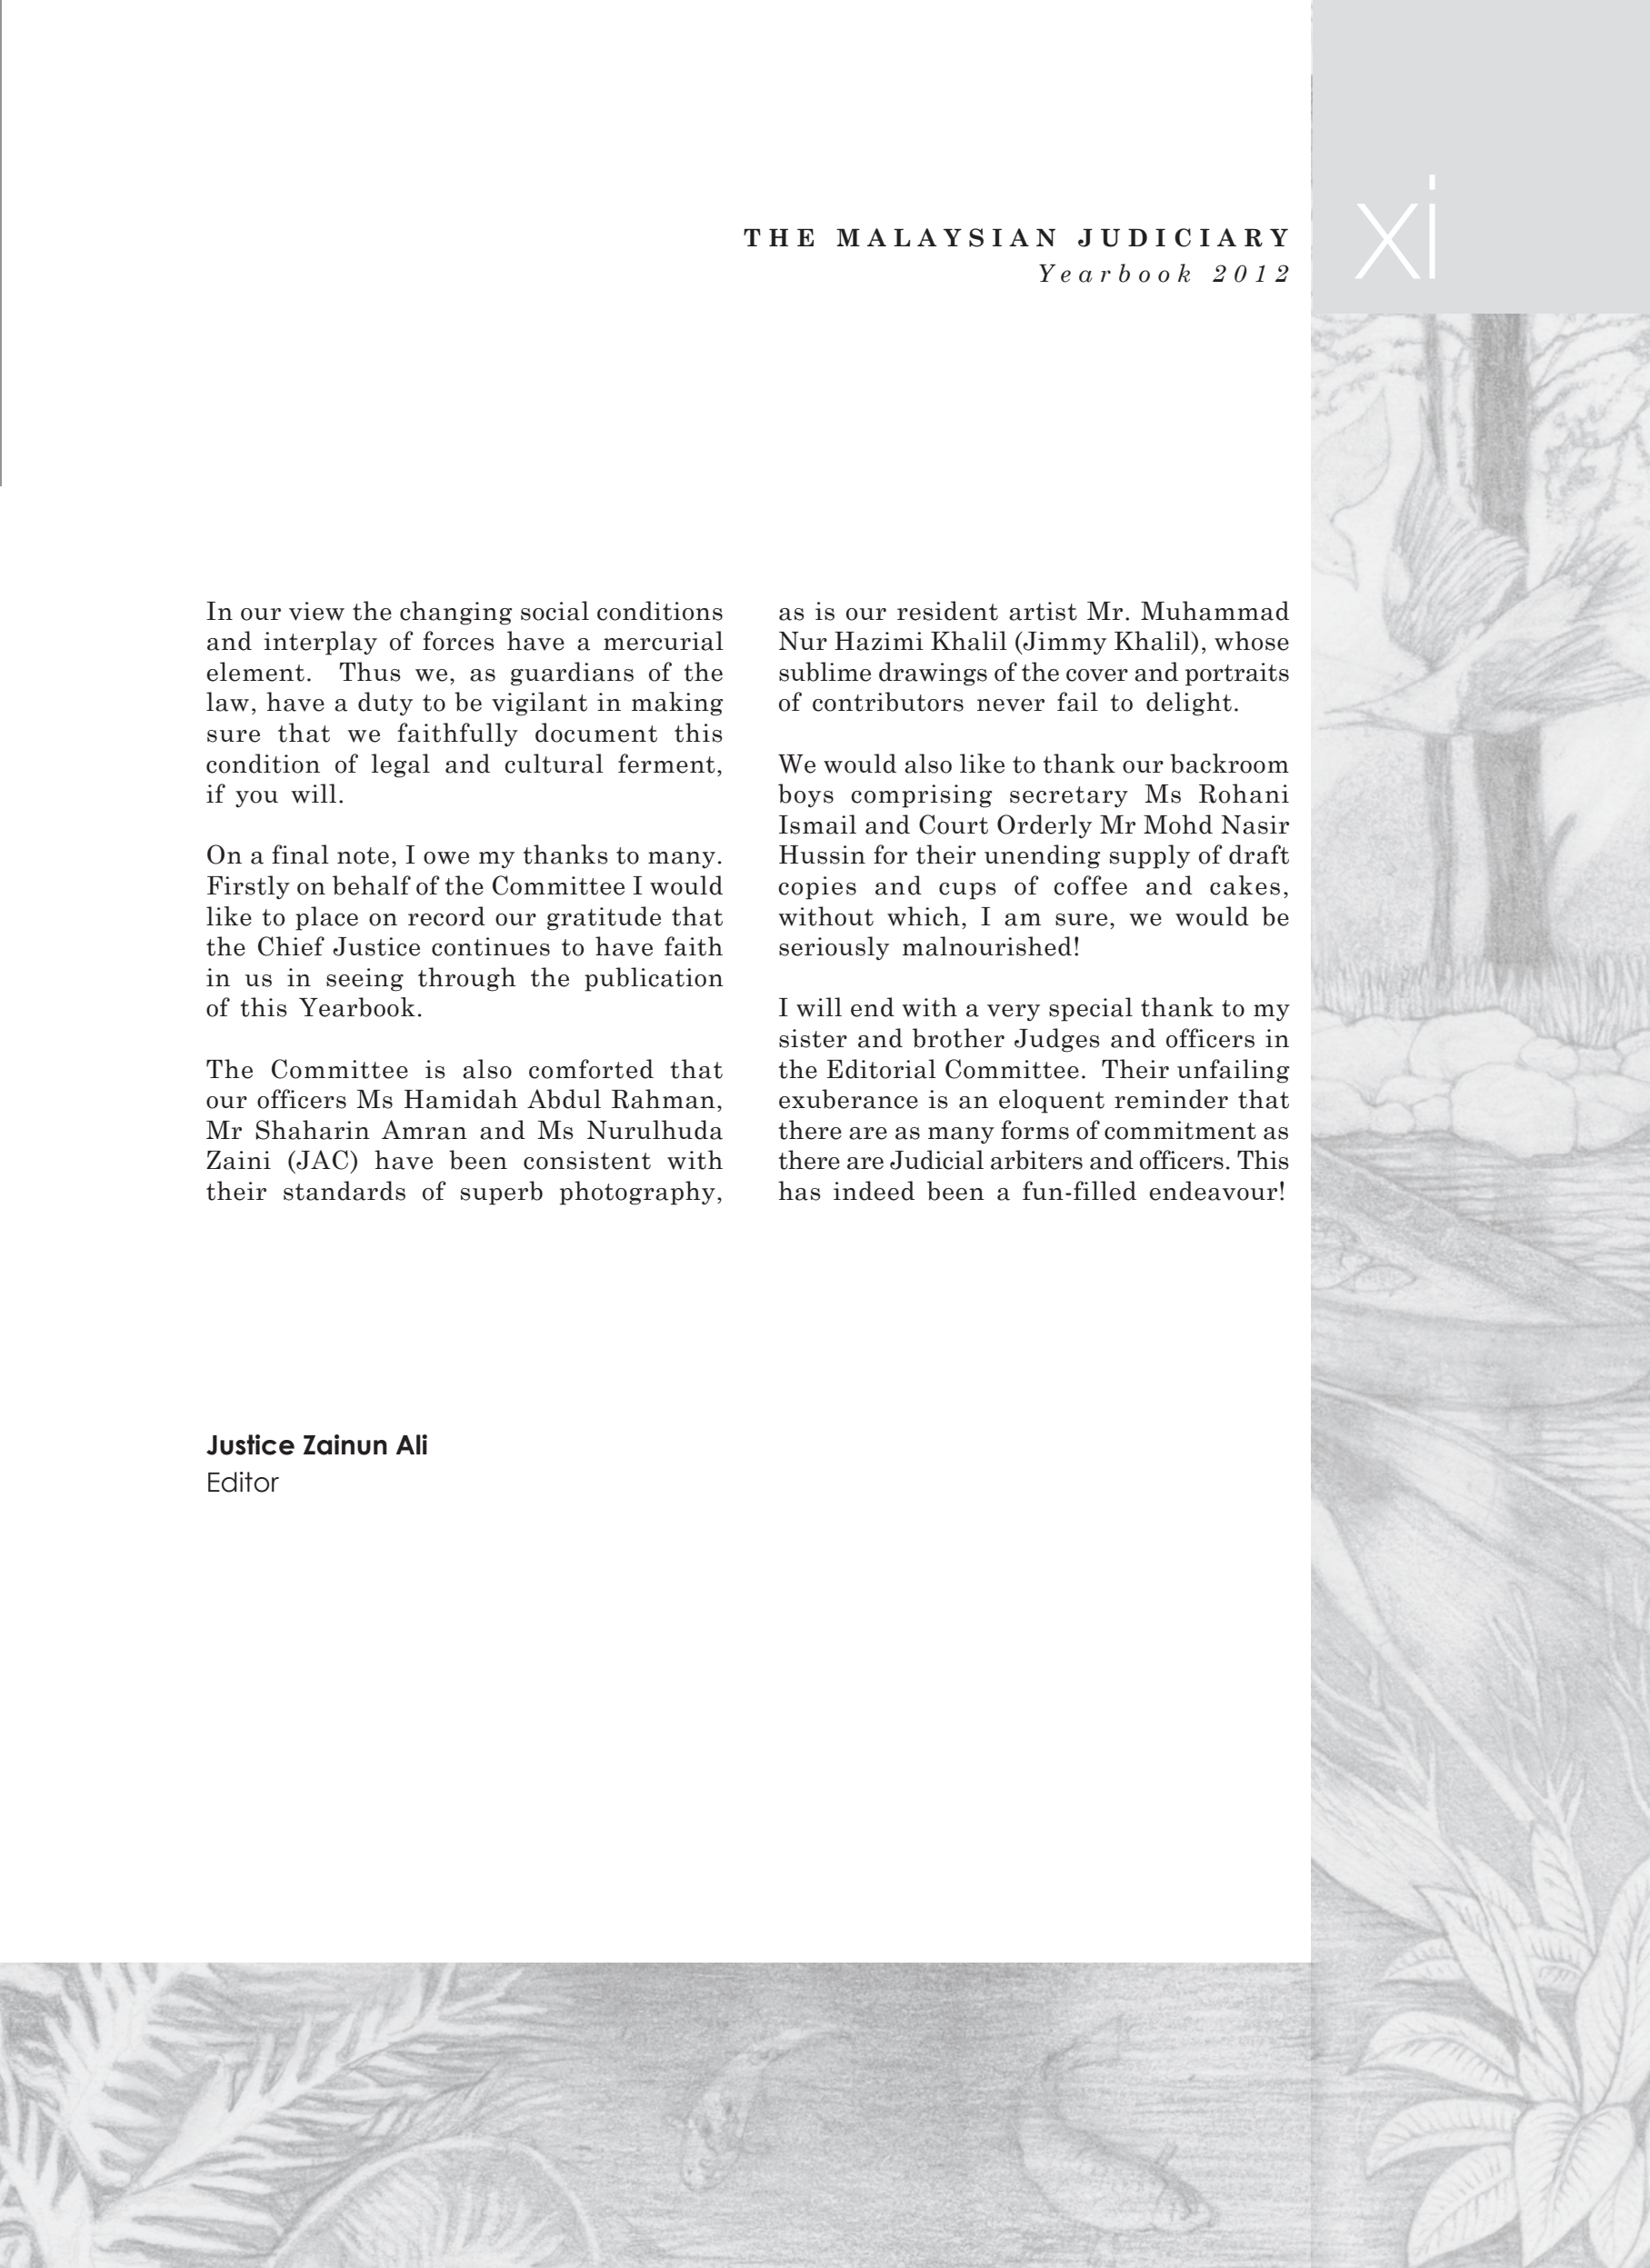 THE MALAYSIAN JUDICIARY
Yearbook 2012
xi
In our view the changing social conditions
and interplay of forces have a mercurial
element. Thus we, as guardians of the
law, have a duty to be vigilant in making
sure that we faithfully document this
condition of legal and cultural ferment,
if you will.
On a final note, I owe my thanks to many.
Firstly on behalf of the Committee I would
like to place on record our gratitude that
the Chief Justice continues to have faith
in us in seeing through the publication
of this Yearbook.
The Committee is also comforted that
our officers Ms Hamidah Abdul Rahman,
Mr Shaharin Amran and Ms Nurulhuda
Zaini (JAC) have been consistent with
their standards of superb photography,
as is our resident artist Mr. Muhammad
Nur Hazimi Khalil (Jimmy Khalil), whose
sublime drawings of the cover and portraits
of contributors never fail to delight.
We would also like to thank our backroom
boys comprising secretary Ms Rohani
Ismail and Court Orderly Mr Mohd Nasir
Hussin for their unending supply of draft
copies and cups of coffee and cakes,
without which, I am sure, we would be
seriously malnourished!
I will end with a very special thank to my
sister and brother Judges and officers in
the Editorial Committee. Their unfailing
exuberance is an eloquent reminder that
there are as many forms of commitment as
there are Judicial arbiters and officers. This
has indeed been a fun-filled endeavour!
Justice Zainun Ali
Editor